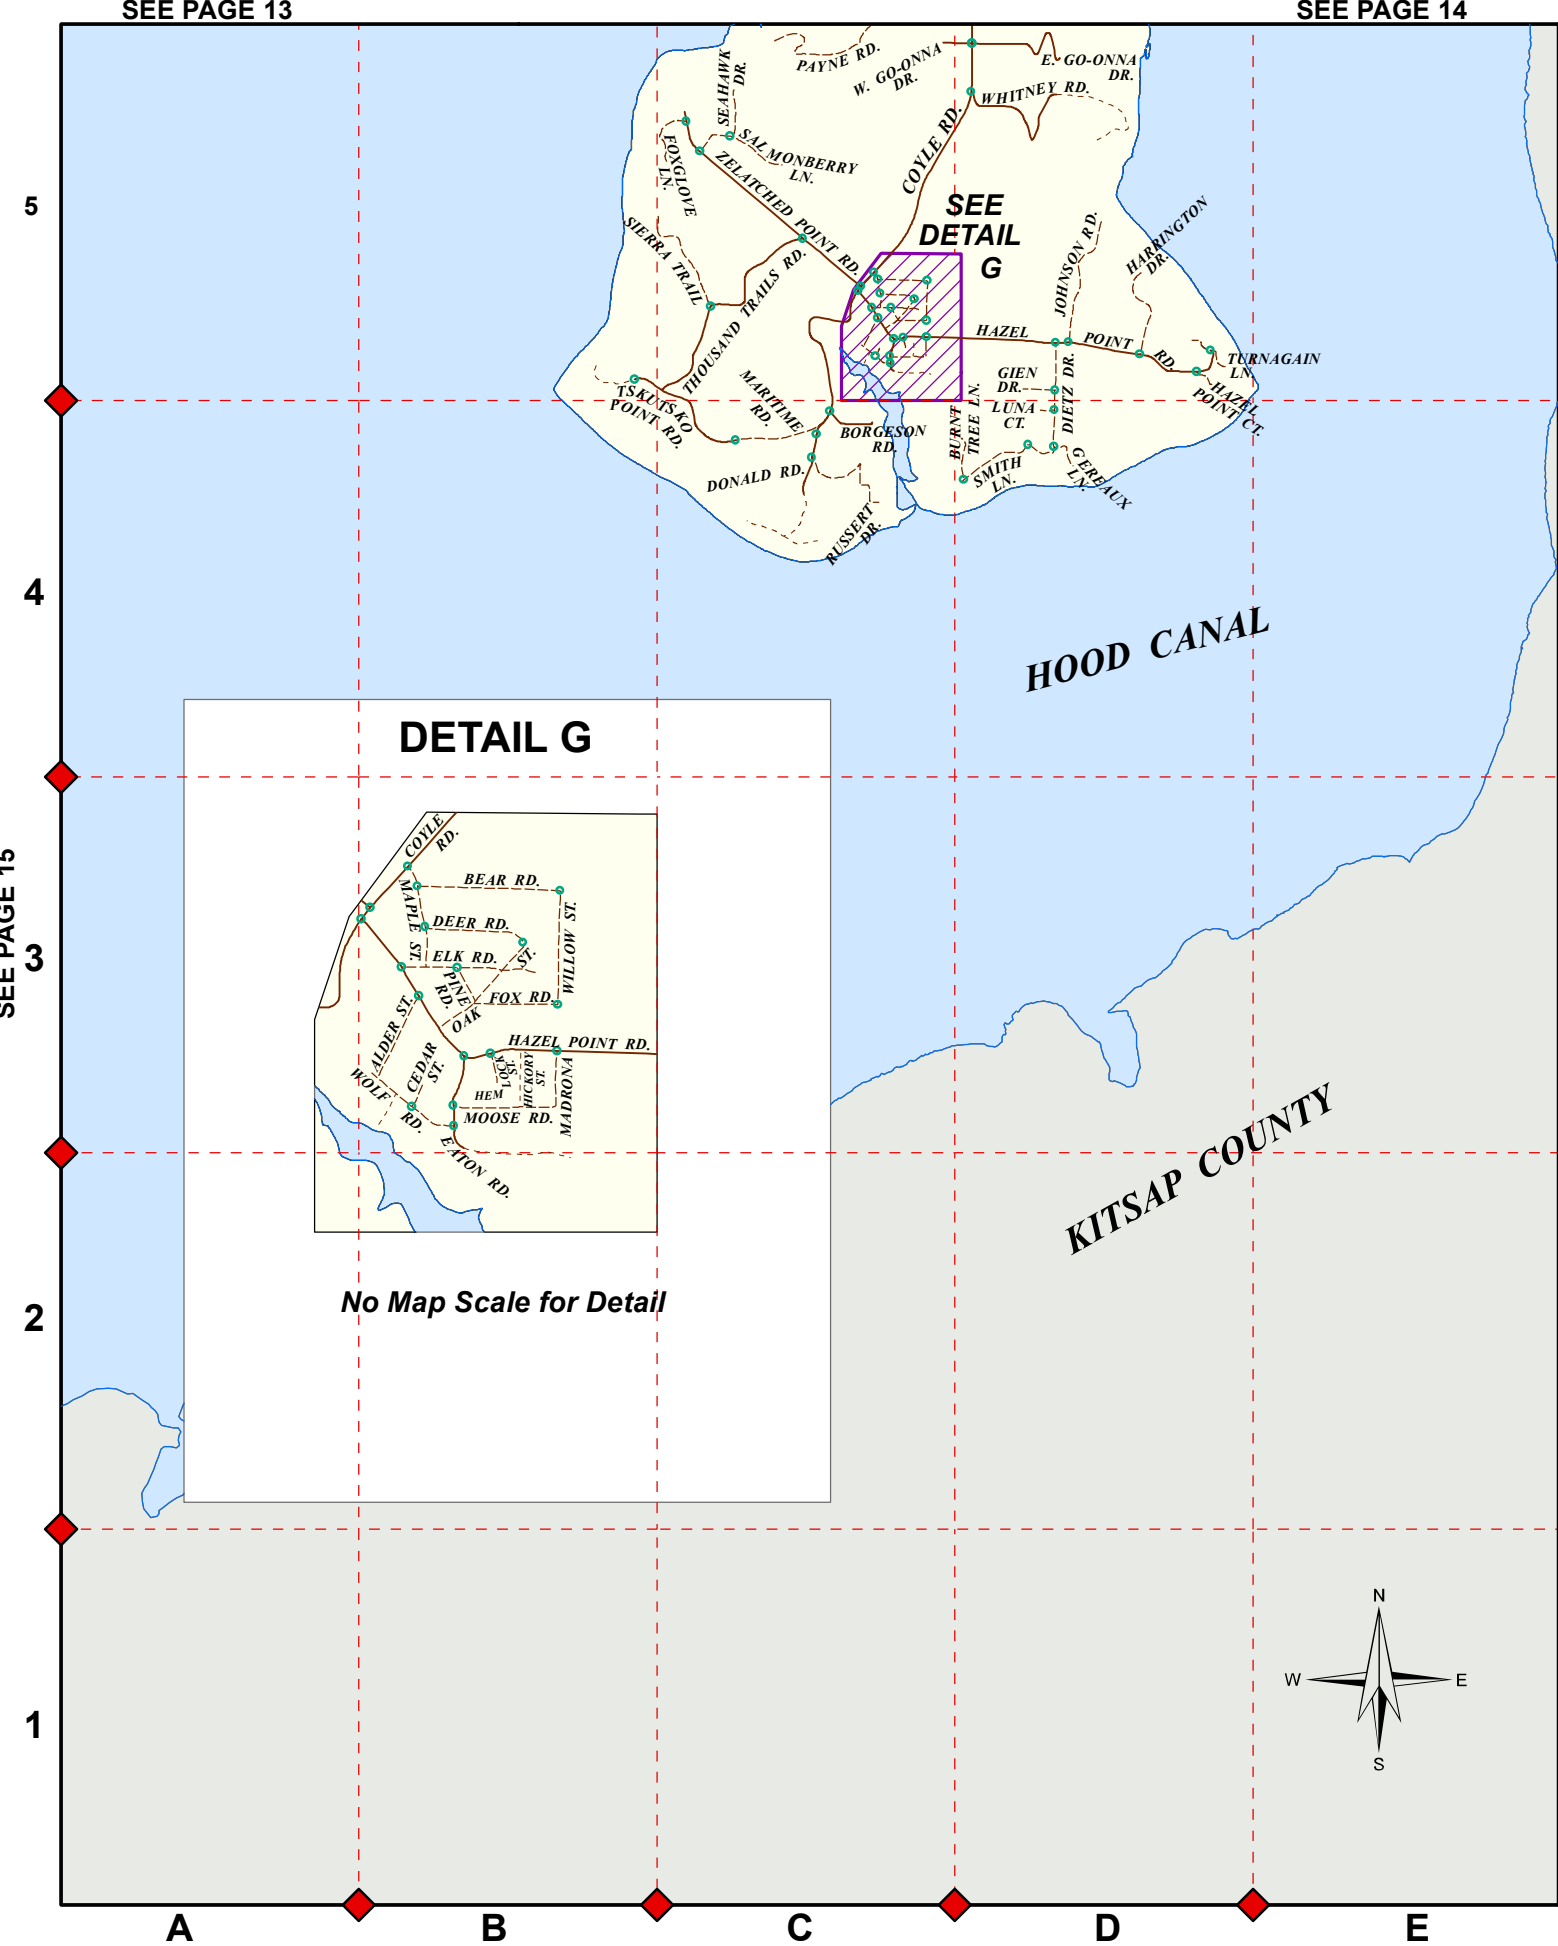 SEE PAGE 13
SEE PAGE 14
PAYNE RD.
W. GO-ONNA
DR.
E. GO-ONNA
DR.
WHITNEY RD.
SEAHAWK
DR.
SALMONBERRY
LN.
FOXGLOVE
LN.
ZELATCHED POINT RD.
COYLE RD.
5
SEE
DETAIL
G
SIERRA TRAIL
THOUSAND TRAILS RD.
JOHNSON RD.
HARRINGTON
DR.
HAZEL POINT RD.
TURNAGAIN
LN.
HAZEL
POINT CT.
GIEN
DR.
LUNA
CT.
DIETZ DR.
TSKUTSKO
POINT RD.
MARITIME
RD.
BORGESON
RD.
BURNT
TREE LN.
DONALD RD.
SMITH
LN.
GEREAUX
LN.
RUSSERT
DR.
4
HOOD CANAL
DETAIL G
COYLE
RD.
BEAR RD.
MAPLE ST.
DEER RD.
WILLOW ST.
ELK RD.
PINE
RD.
OAK ST.
FOX RD.
ALDER ST.
HAZEL POINT RD.
CEDAR
ST.
WOLF RD.
HEMLOCK
ST.
HICKORY
ST.
MADRONA
MOOSE RD.
EATON RD.
SEE PAGE 15
3
KITSAP COUNTY
No Map Scale for Detail
2
N
W
E
S
1
A
B
C
D
E